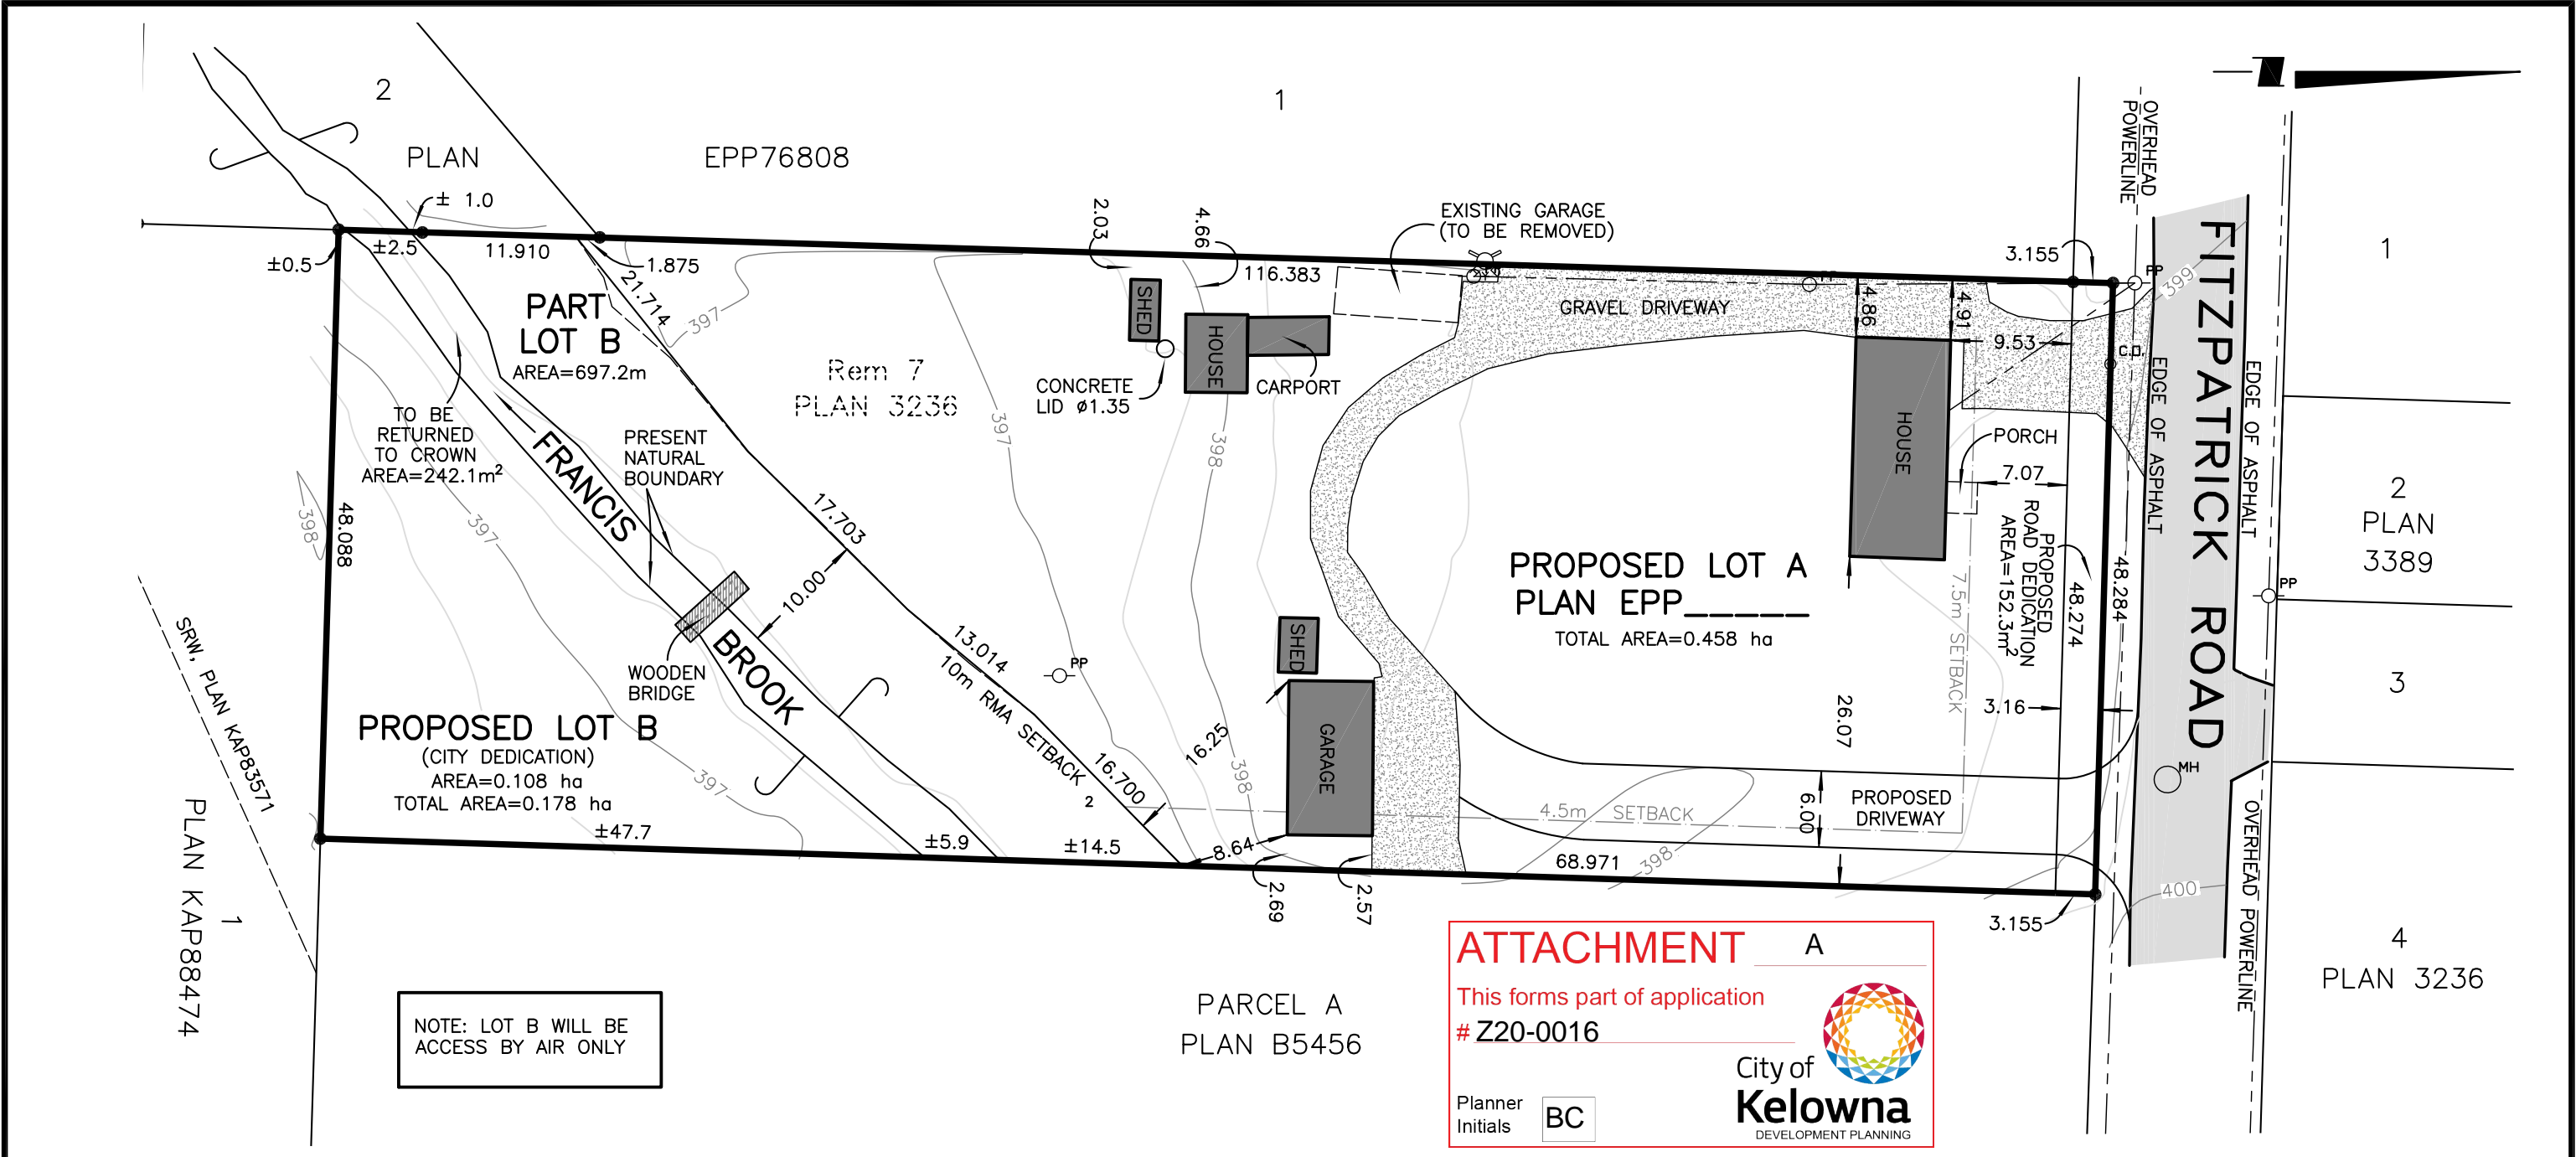 2
PLAN
EPP76808
1
± 1.0
±2.5
±0.5
11.910
1.875
21.714
PART
LOT B
AREA=697.2m
TO BE
RETURNED
TO CROWN
AREA=242.1m²
PRESENT
NATURAL
BOUNDARY
FRANCIS
BROOK
WOODEN
BRIDGE
397
398
397
397
48.088
Rem 7
PLAN 3236
17.703
10.00
13.014
10m RMA SETBACK
2
16.700
PP
PROPOSED LOT B
(CITY DEDICATION)
AREA=0.108 ha
TOTAL AREA=0.178 ha
±47.7
±5.9
±14.5
8.64
2.69
2.57
68.971
SRW, PLAN KAP83571
1
PLAN KAP88474
NOTE: LOT B WILL BE
ACCESS BY AIR ONLY
2.03
4.66
116.383
SHED
HOUSE
CARPORT
CONCRETE
LID ø1.35
397
398
EXISTING GARAGE
(TO BE REMOVED)
GRAVEL DRIVEWAY
4.86
4.91
9.53
HOUSE
PORCH
7.07
3.155
PROPOSED LOT A
PLAN EPP_____
TOTAL AREA=0.458 ha
SHED
GARAGE
16.25
398
26.07
7.5m SETBACK
4.5m SETBACK
6.00
PROPOSED
DRIVEWAY
398
PROPOSED
ROAD DEDICATION
AREA=152.3m²
3.16
48.274
48.284
3.155
OVERHEAD
POWERLINE
PP
399
C.D.
EDGE OF ASPHALT
FITZPATRICK ROAD
EDGE OF ASPHALT
MH
400
OVERHEAD POWERLINE
PP
1
2
PLAN
3389
3
4
PLAN 3236
PARCEL A
PLAN B5456
ATTACHMENT A
This forms part of application
# Z20-0016
City of
Kelowna
DEVELOPMENT PLANNING
Planner
Initials
BC